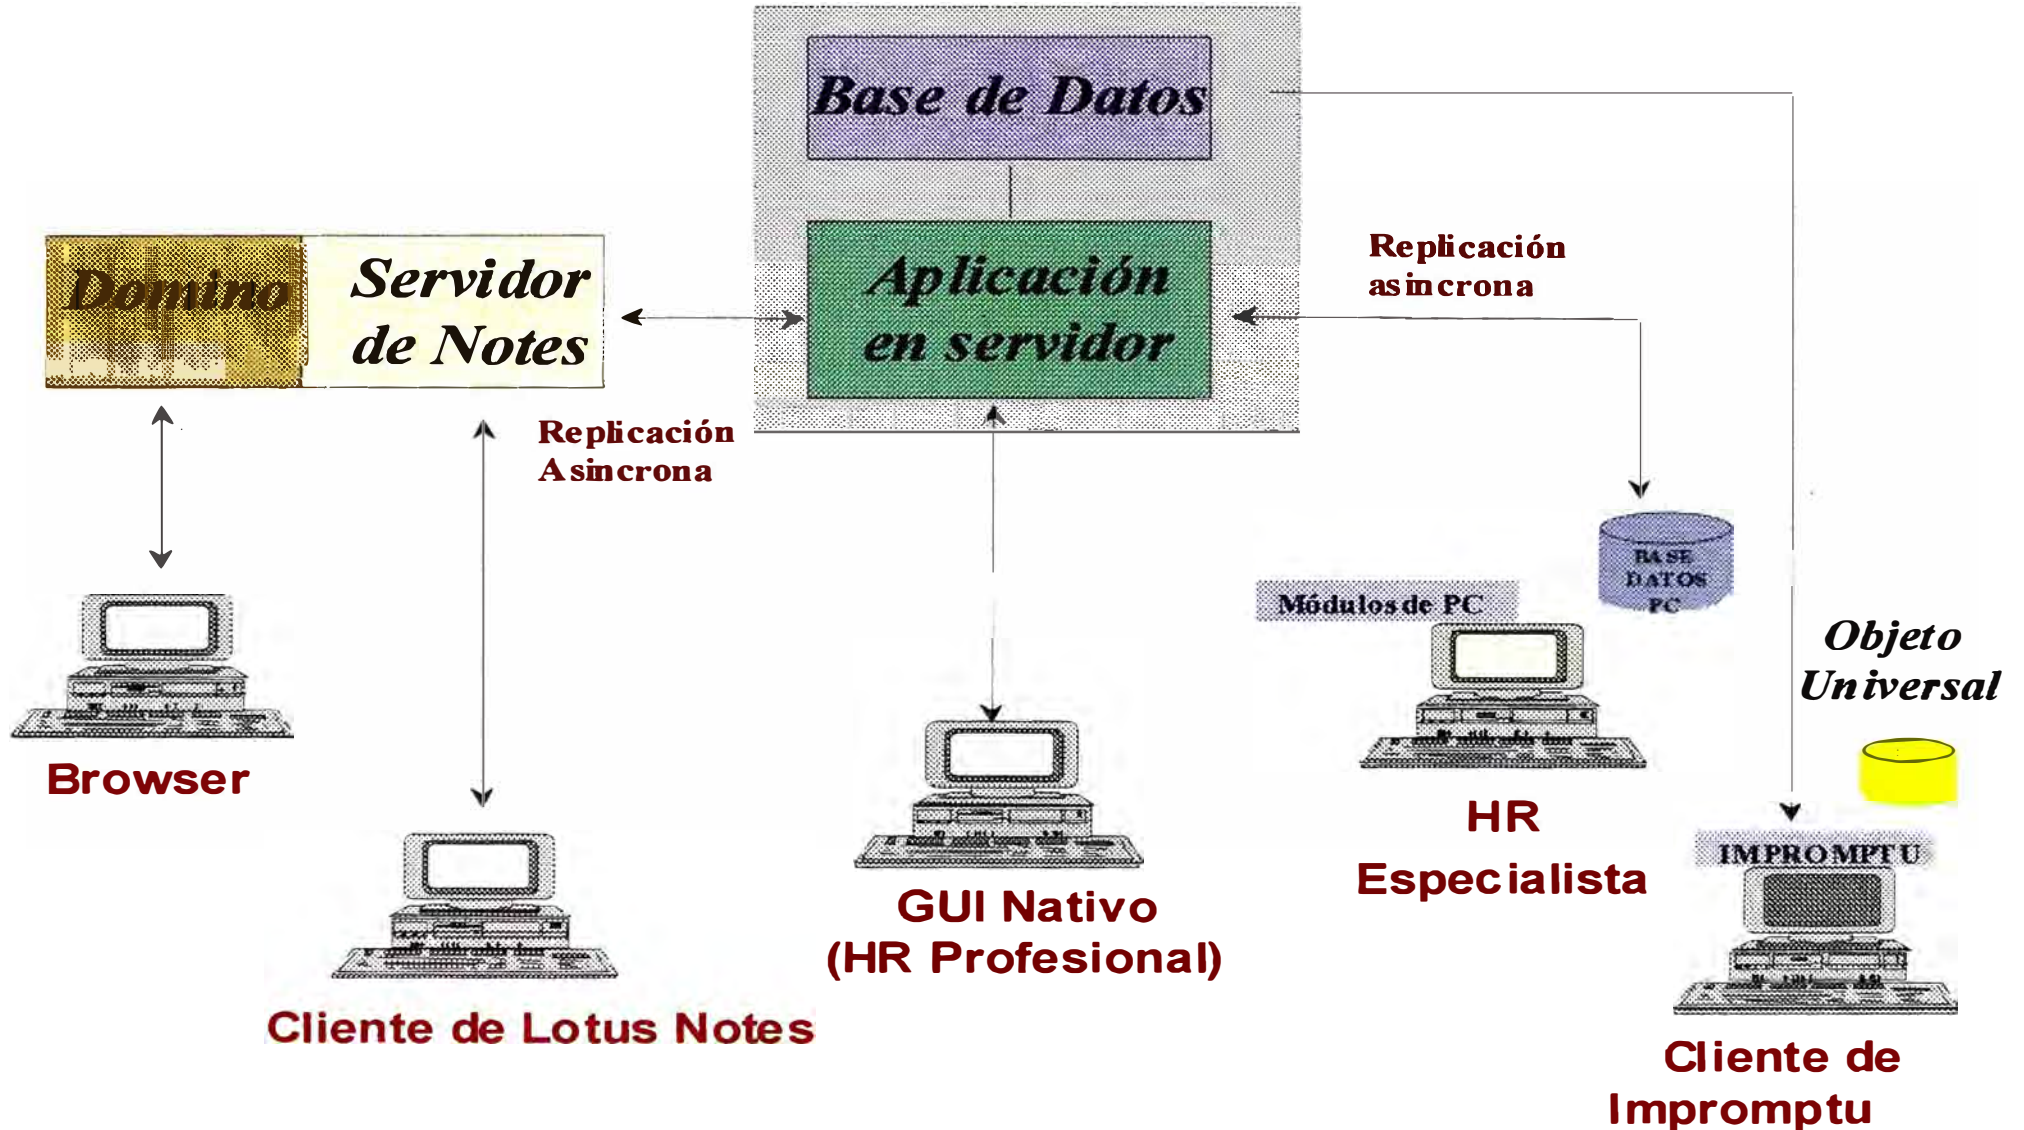 Base de Datos
Domino
Servidor
de Notes
Aplicación
en servidor
Replicación
asincrona
Replicación
Asincrona
BASE
DATOS
PC
Módulos de PC
Objeto
Universal
Browser
HR
Especialista
IMPROMPTU
GUI Nativo
(HR Profesional)
Cliente de Lotus Notes
Cliente de
Impromptu